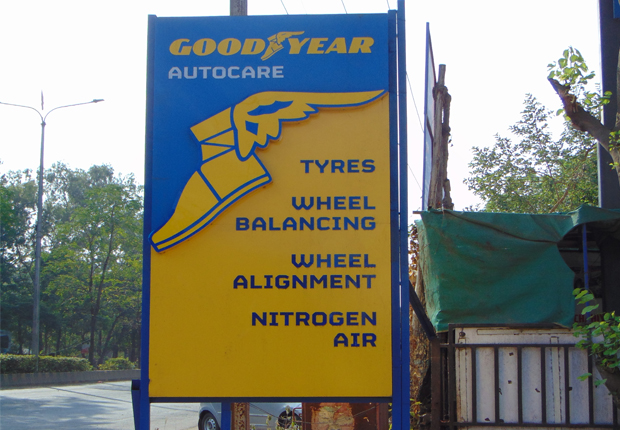 GOODYEAR
AUTOCARE
TYRES
WHEEL
BALANCING
WHEEL
ALIGNMENT
NITROGEN
AIR